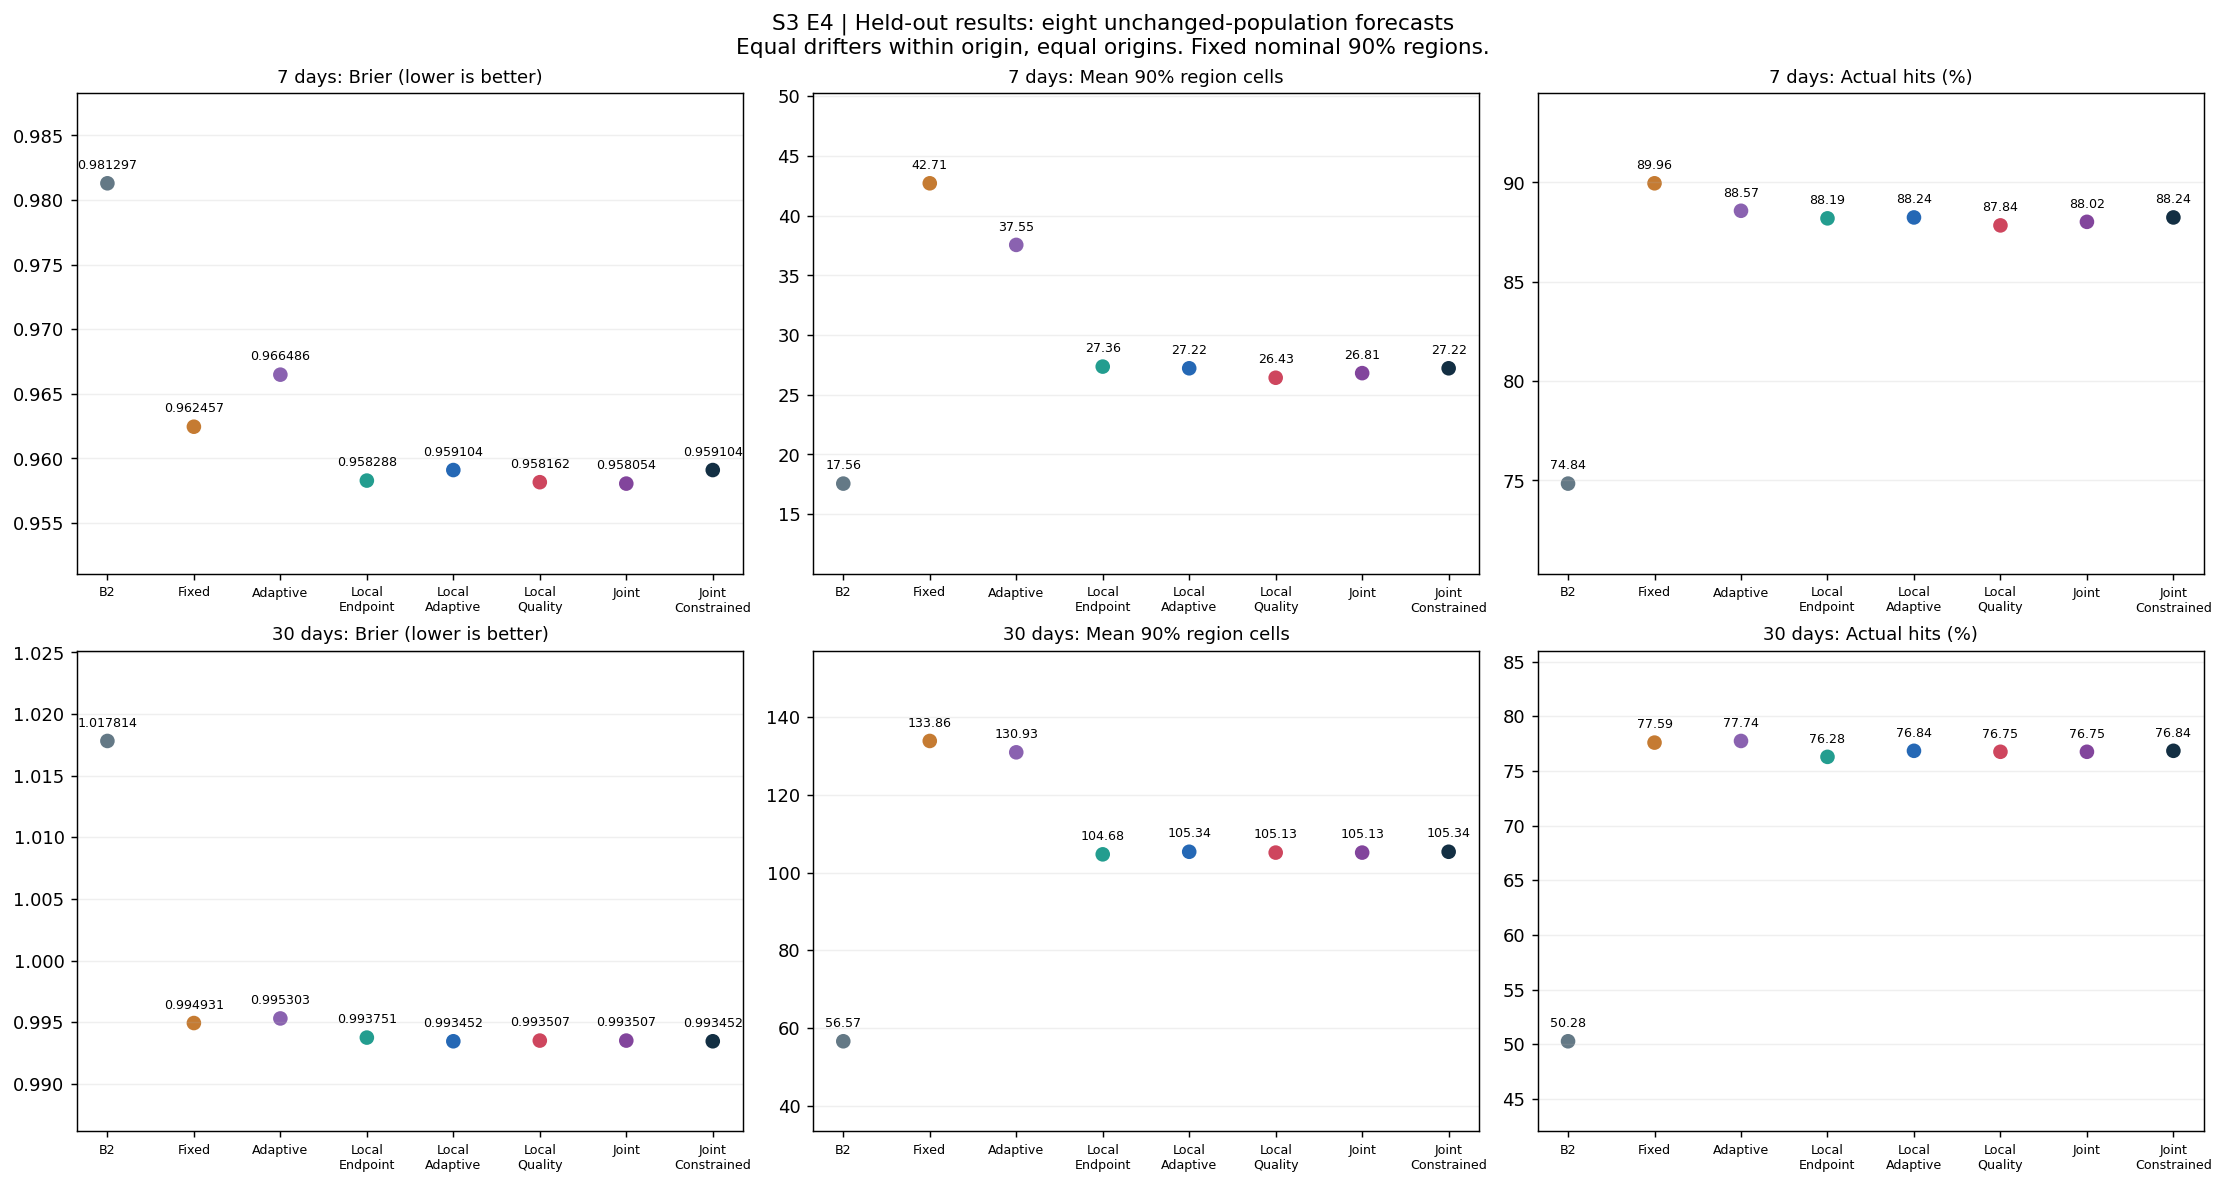 S3 E4 | Held-out results: eight unchanged-population forecasts
Equal drifters within origin, equal origins. Fixed nominal 90% regions.
7 days: Brier (lower is better)
0.985
0.980
0.975
0.970
0.965
0.960
0.955
0.981297
0.962457
0.966486
0.958288
0.959104
0.958162
0.958054
0.959104
B2
Fixed
Adaptive
Local
Endpoint
Local
Adaptive
Local
Quality
Joint
Joint
Constrained
7 days: Mean 90% region cells
50
45
40
35
30
25
20
15
17.56
42.71
37.55
27.36
27.22
26.43
26.81
27.22
B2
Fixed
Adaptive
Local
Endpoint
Local
Adaptive
Local
Quality
Joint
Joint
Constrained
7 days: Actual hits (%)
90
85
80
75
74.84
89.96
88.57
88.19
88.24
87.84
88.02
88.24
B2
Fixed
Adaptive
Local
Endpoint
Local
Adaptive
Local
Quality
Joint
Joint
Constrained
30 days: Brier (lower is better)
1.025
1.020
1.015
1.010
1.005
1.000
0.995
0.990
1.017814
0.994931
0.995303
0.993751
0.993452
0.993507
0.993507
0.993452
B2
Fixed
Adaptive
Local
Endpoint
Local
Adaptive
Local
Quality
Joint
Joint
Constrained
30 days: Mean 90% region cells
140
120
100
80
60
40
56.57
133.86
130.93
104.68
105.34
105.13
105.13
105.34
B2
Fixed
Adaptive
Local
Endpoint
Local
Adaptive
Local
Quality
Joint
Joint
Constrained
30 days: Actual hits (%)
85
80
75
70
65
60
55
50
45
50.28
77.59
77.74
76.28
76.84
76.75
76.75
76.84
B2
Fixed
Adaptive
Local
Endpoint
Local
Adaptive
Local
Quality
Joint
Joint
Constrained